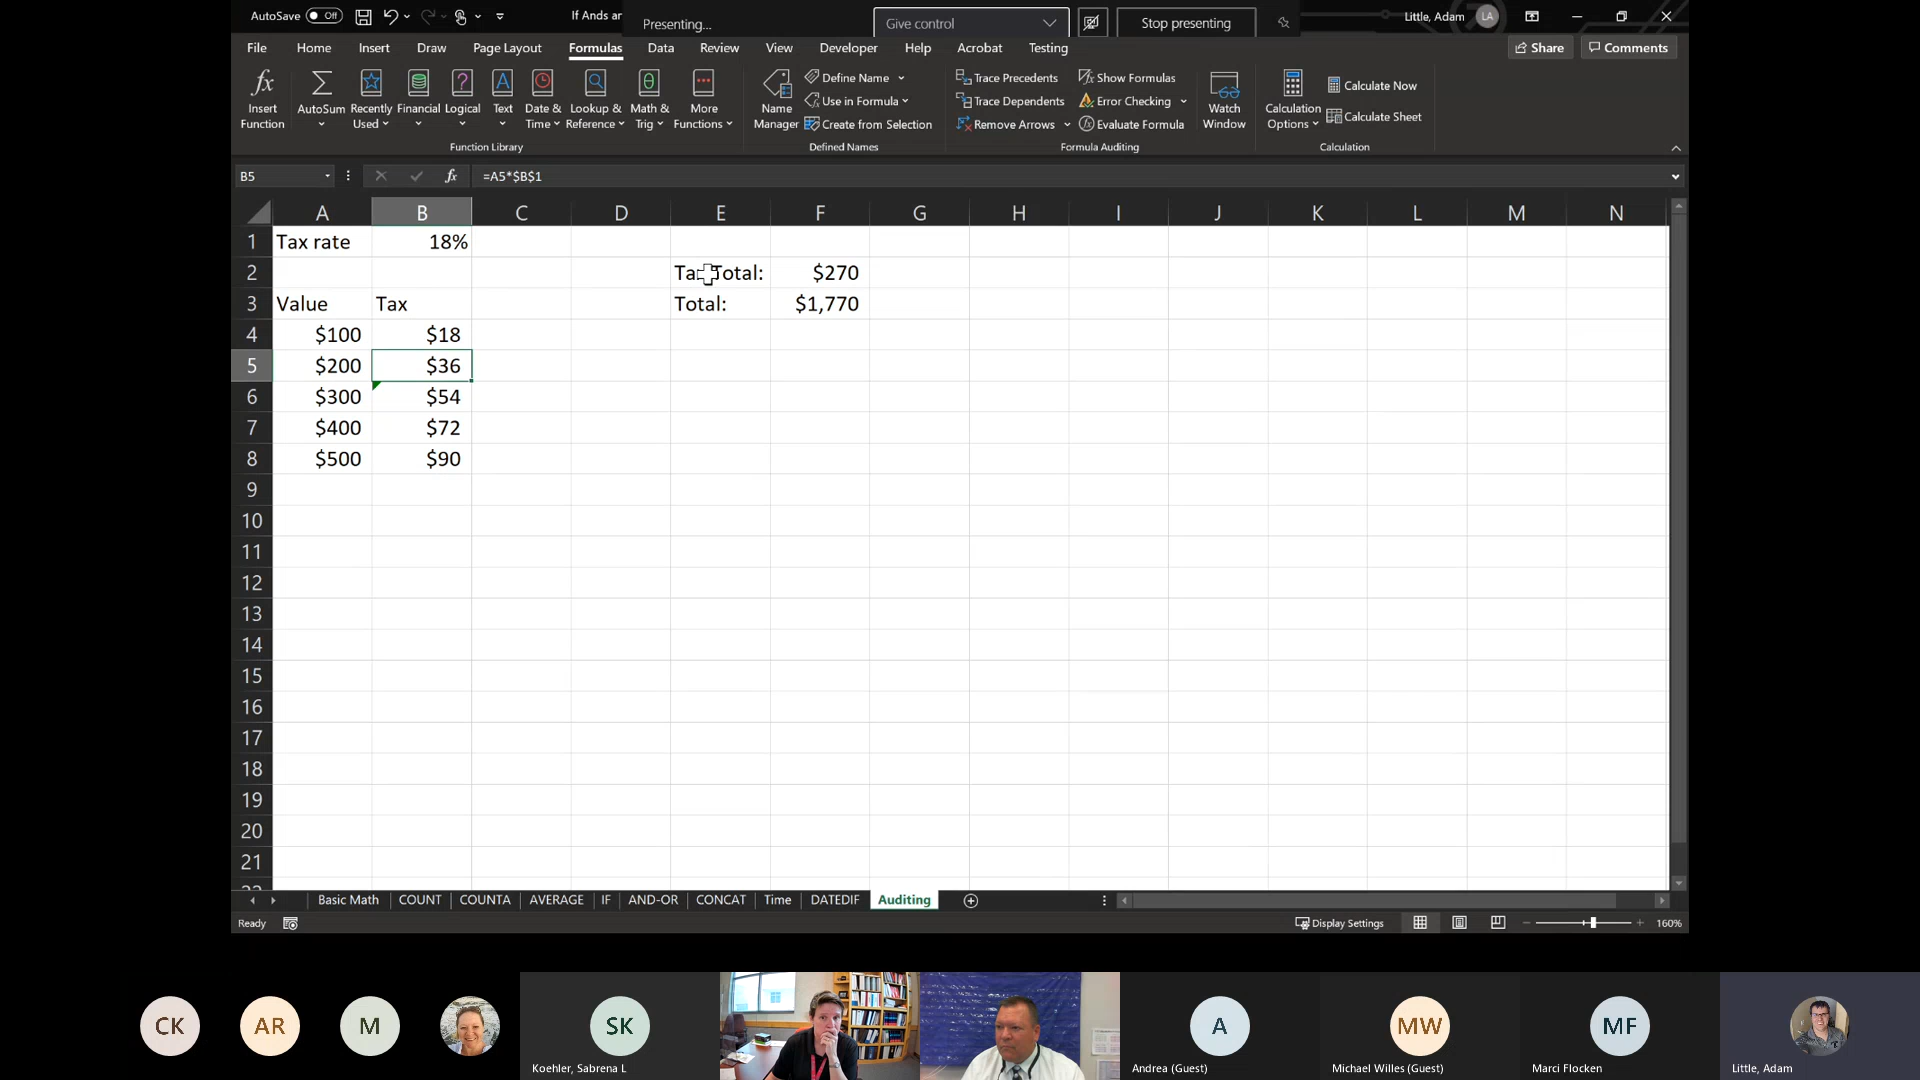 AutoSave Off If Ands ar Presenting... Give control Stop presenting Little, Adam LA
File Home Insert Draw Page Layout Formulas Data Review View Developer Help Acrobat Testing Share Comments
Insert Function
AutoSum
Recently Used
Financial
Logical
Text
Date & Time
Lookup & Reference
Math & Trig
More Functions
Function Library
Name Manager
Define Name
Use in Formula
Create from Selection
Defined Names
Trace Precedents
Trace Dependents
Remove Arrows
Show Formulas
Error Checking
Evaluate Formula
Formula Auditing
Watch Window
Calculation Options
Calculate Now
Calculate Sheet
Calculation
B5 fx =A5*$B$1
A B C D E F G H I J K L M N
1 Tax rate 18%
2 Total: $270
3 Value Tax Total: $1,770
4 $100 $18
5 $200 $36
6 $300 $54
7 $400 $72
8 $500 $90
9
10
11
12
13
14
15
16
17
18
19
20
21
Basic Math COUNT COUNTA AVERAGE IF AND-OR CONCAT Time DATEDIF Auditing
Ready Display Settings 160%
CK AR M SK A MW MF
Koehler, Sabrena L Andrea (Guest) Michael Willes (Guest) Marci Flocken Little, Adam